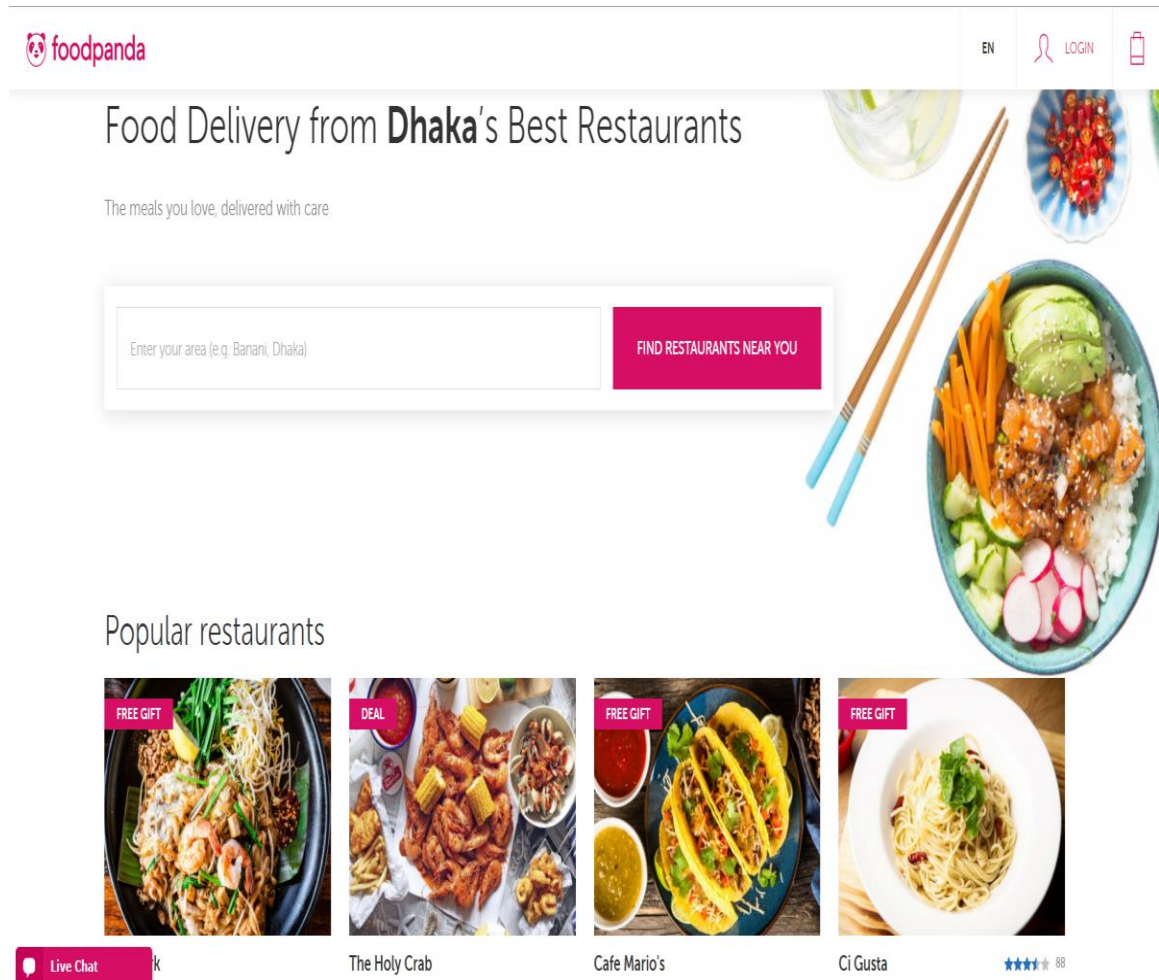 foodpanda
EN
LOGIN
Food Delivery from Dhaka's Best Restaurants
The meals you love, delivered with care
Enter your area (e.g. Banani, Dhaka)
FIND RESTAURANTS NEAR YOU
Popular restaurants
FREE GIFT
DEAL
FREE GIFT
FREE GIFT
Live Chat
The Holy Crab
Cafe Mario's
Ci Gusta
88